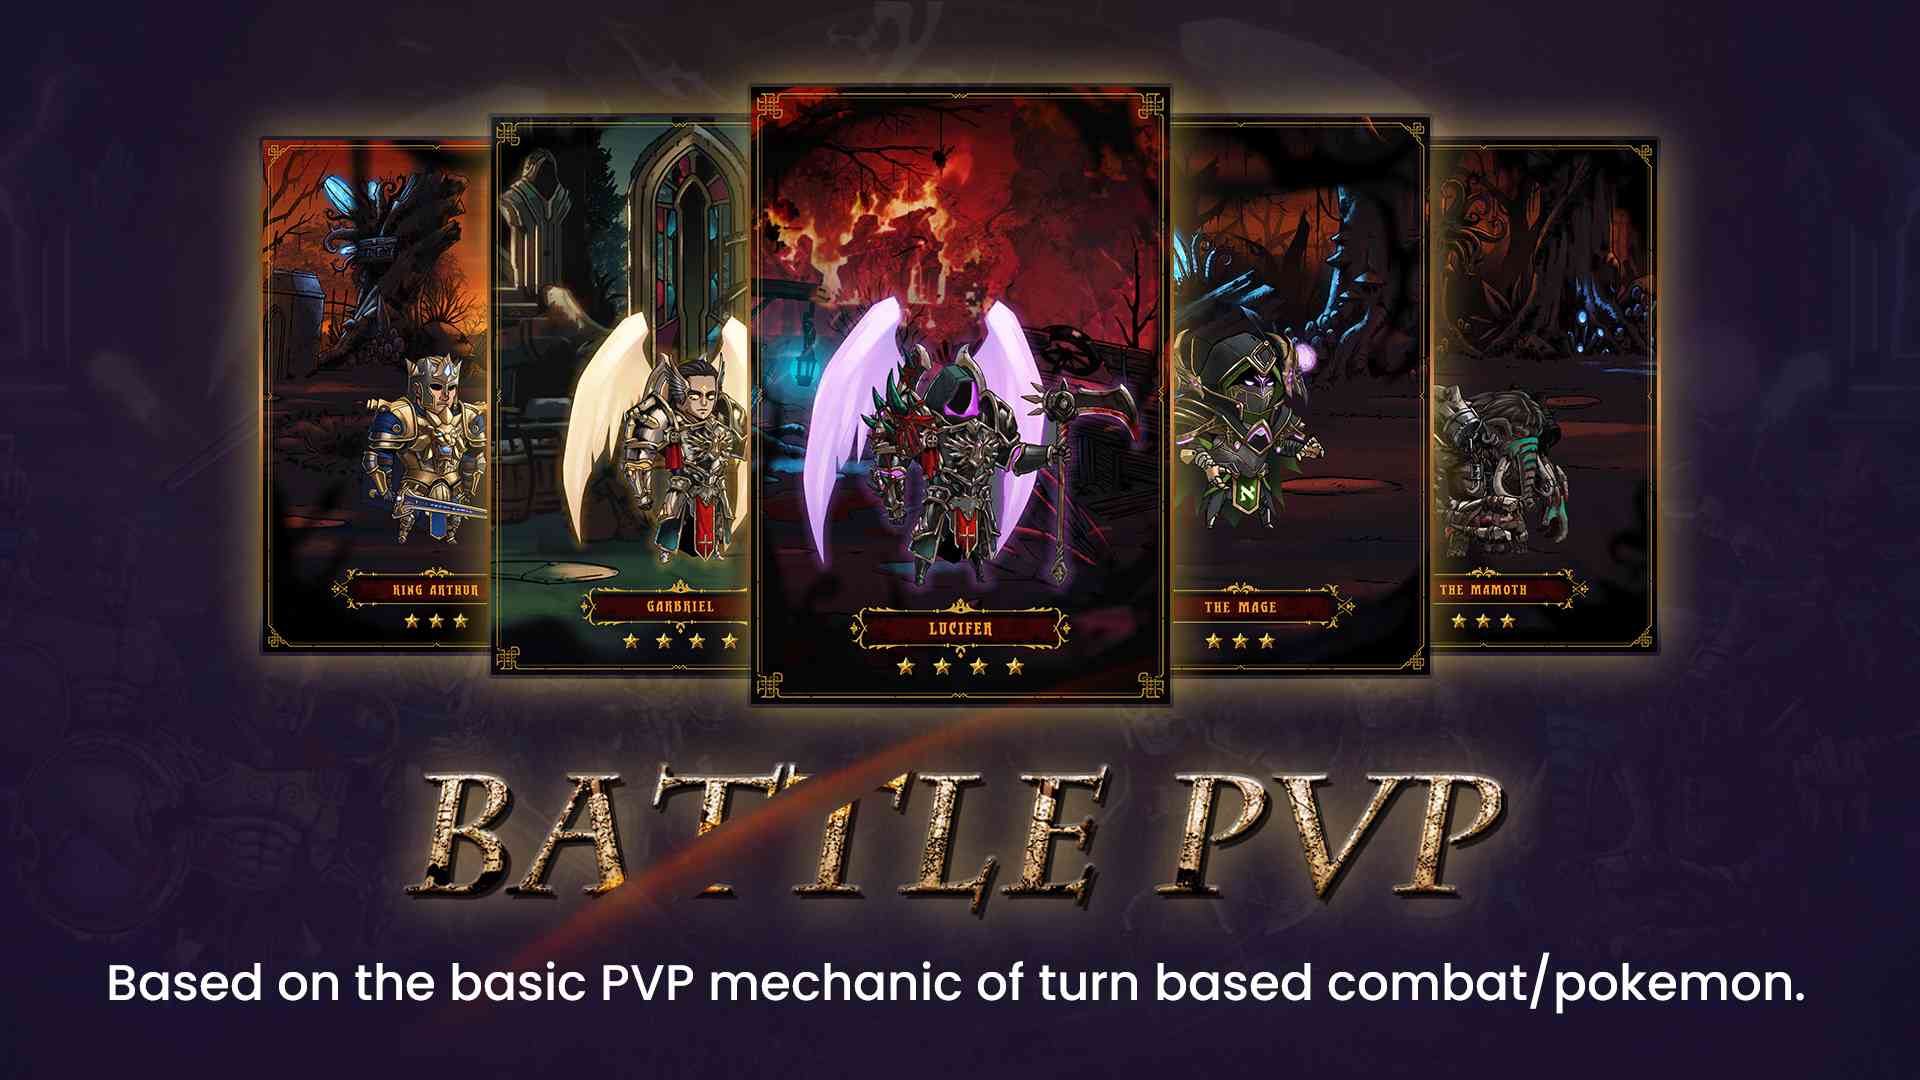 KING ARTHUR
GARBRIEL
LUCIFER
THE MAGE
THE MAMOTH
BATTLE PVP
Based on the basic PVP mechanic of turn based combat/pokemon.